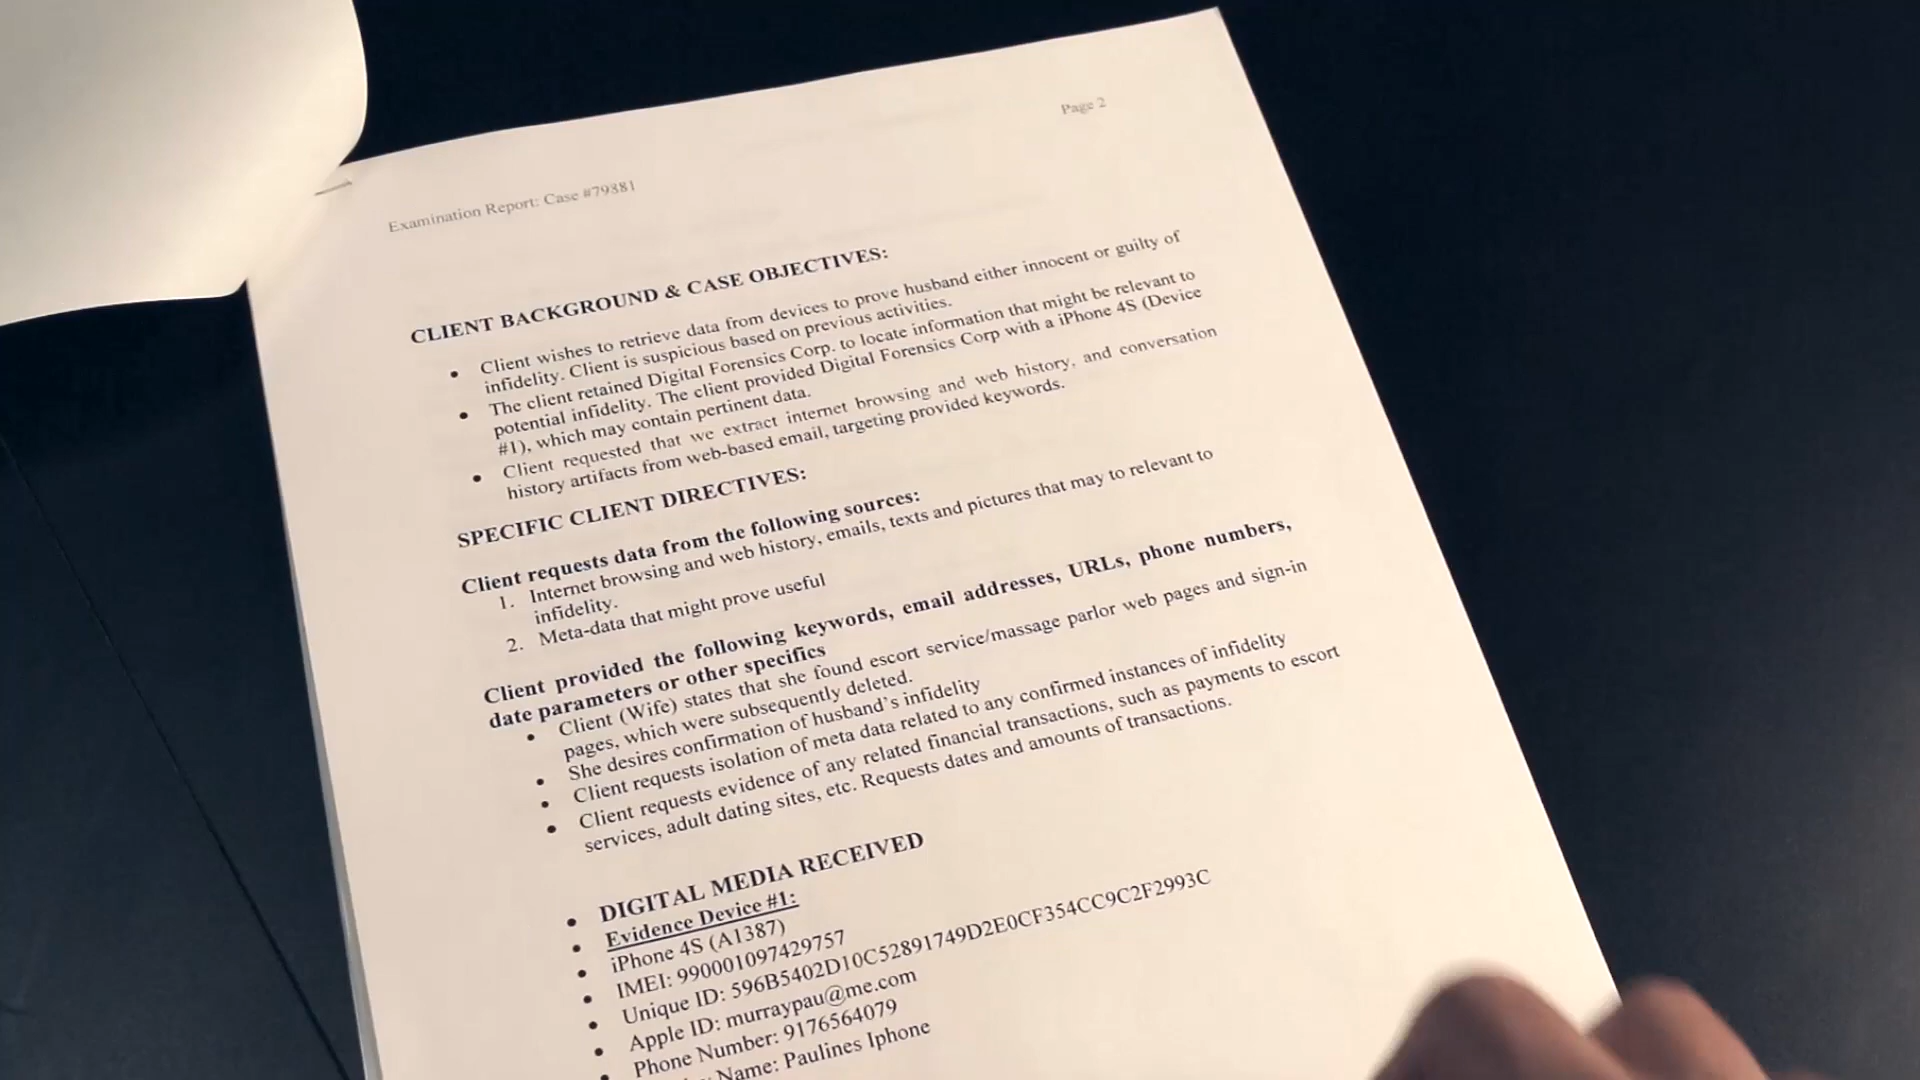 Page 2
Examination Report: Case #79381
CLIENT BACKGROUND & CASE OBJECTIVES:
• Client wishes to retrieve data from devices to prove husband either innocent or guilty of
infidelity. Client is suspicious based on previous activities.
• The client retained Digital Forensics Corp. to locate information that might be relevant to
potential infidelity. The client provided Digital Forensics Corp with a iPhone 4S (Device
#1), which may contain pertinent data.
• Client requested that we extract internet browsing and web history, and conversation
history artifacts from web-based email, targeting provided keywords.
SPECIFIC CLIENT DIRECTIVES:
Client requests data from the following sources:
1. Internet browsing and web history, emails, texts and pictures that may to relevant to
infidelity.
2. Meta-data that might prove useful
Client provided the following keywords, email addresses, URLs, phone numbers,
date parameters or other specifics
• Client (Wife) states that she found escort service/massage parlor web pages and sign-in
pages, which were subsequently deleted.
• She desires confirmation of husband's infidelity
• Client requests isolation of meta data related to any confirmed instances of infidelity
• Client requests evidence of any related financial transactions, such as payments to escort
services, adult dating sites, etc. Requests dates and amounts of transactions.
• DIGITAL MEDIA RECEIVED
• Evidence Device #1:
• iPhone 4S (A1387)
• IMEI: 990001097429757
• Unique ID: 596B5402D10C52891749D2E0CF354CC9C2F2993C
• Apple ID: murraypau@me.com
• Phone Number: 9176564079
Name: Paulines Iphone